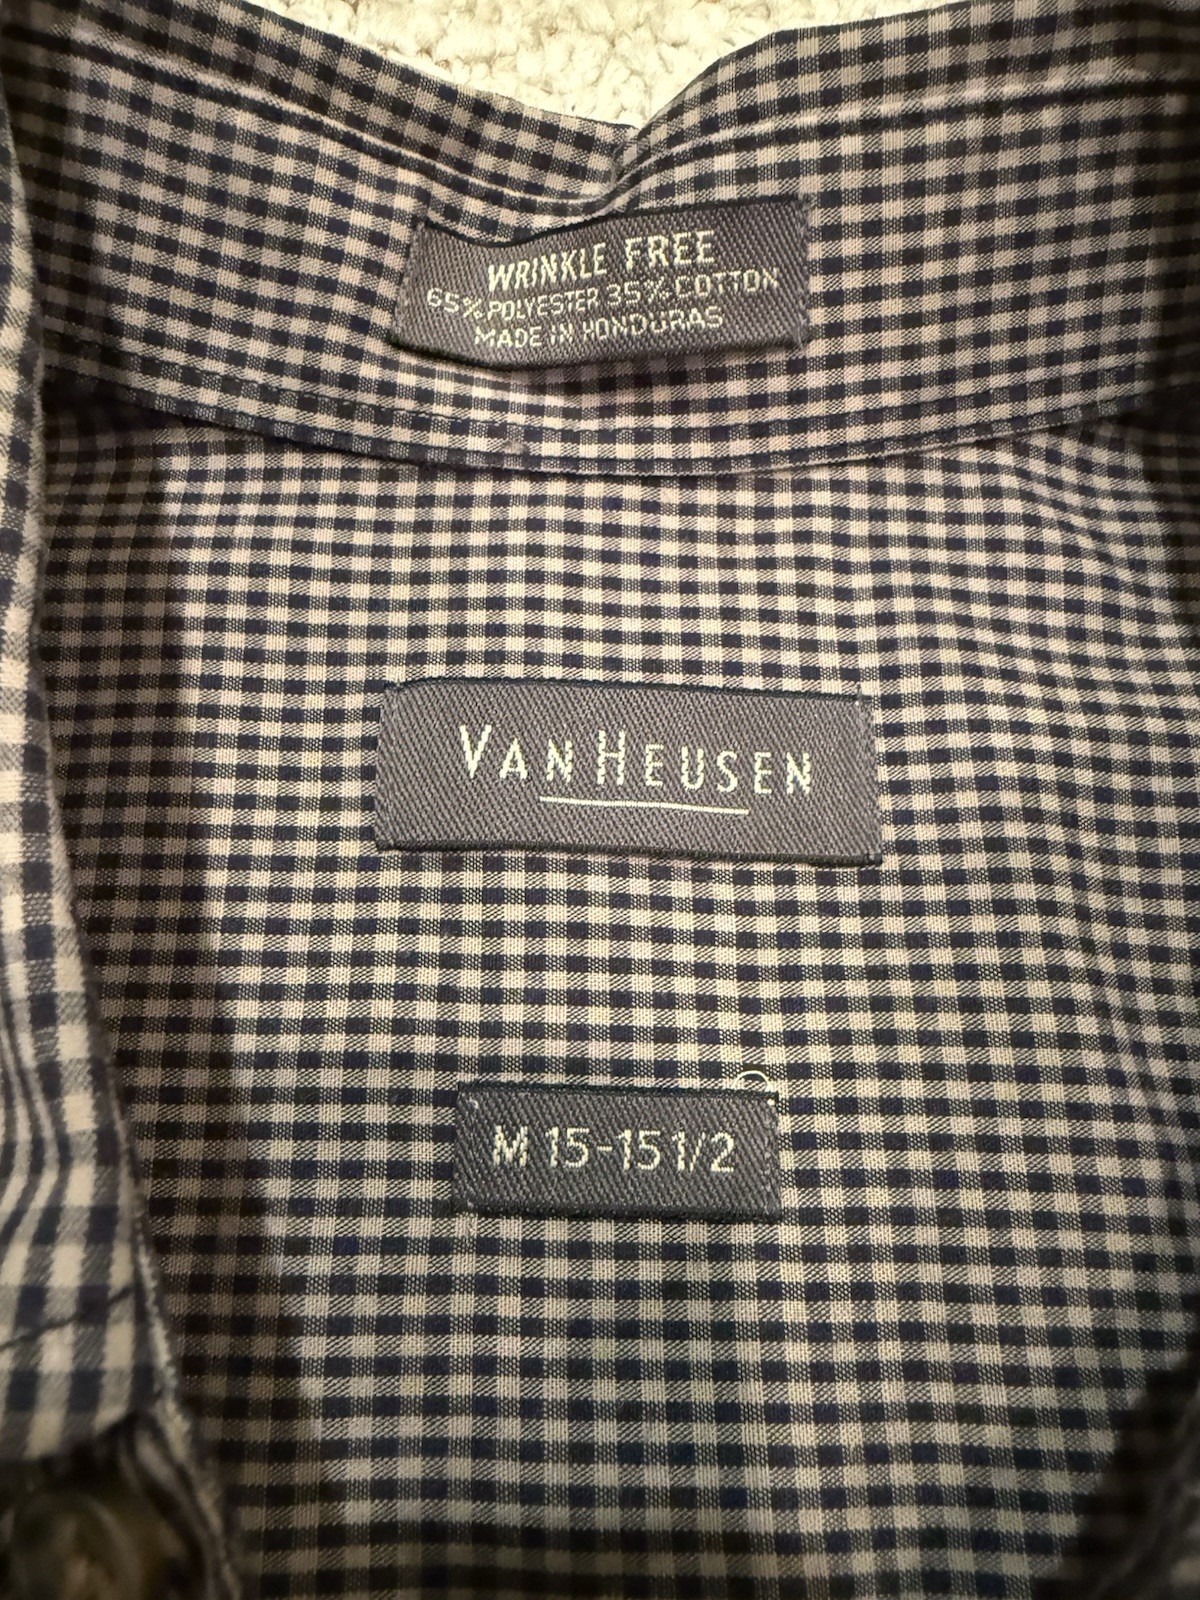 WRINKLE FREE
65% POLYESTER 35% COTTON
MADE IN HONDURAS
VAN HEUSEN
M 15-15 1/2